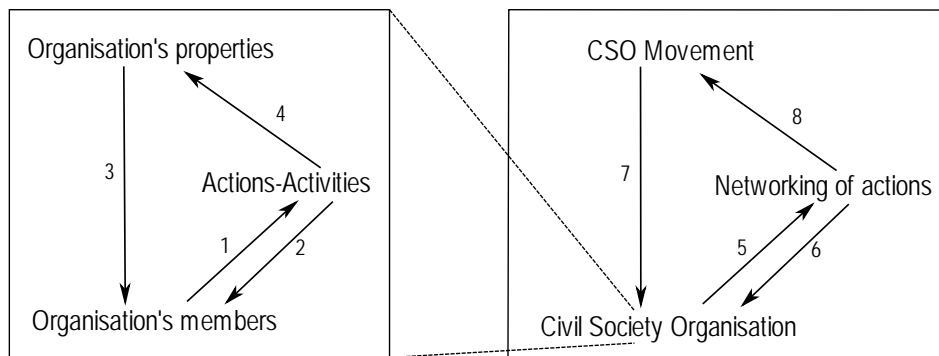 Organisation's properties
4
3
Actions-Activities
1
2
Organisation's members
CSO Movement
8
7
Networking of actions
5
6
Civil Society Organisation